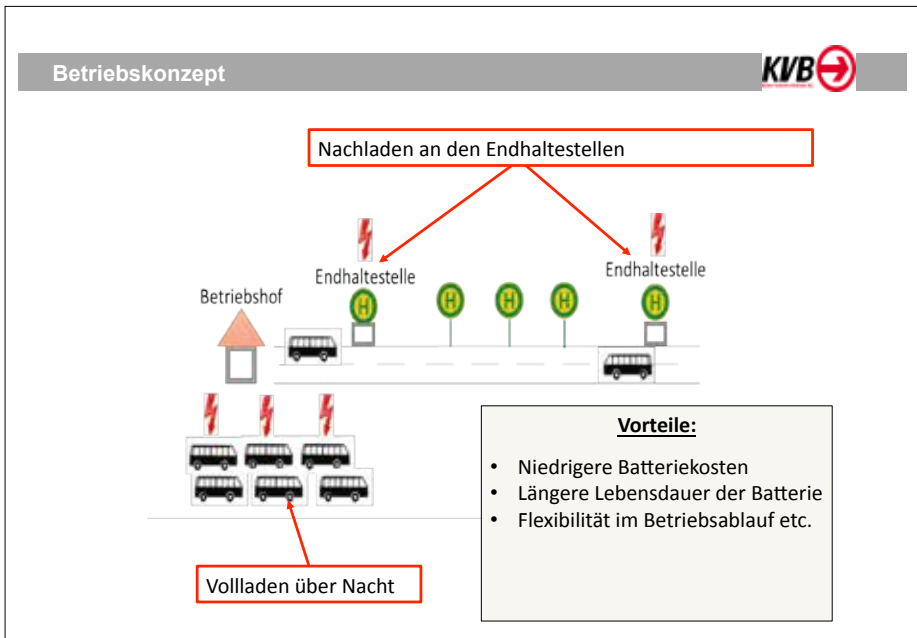 Betriebskonzept
KVB
Nachladen an den Endhaltestellen
Endhaltestelle
Endhaltestelle
Betriebshof
H
H
H
H
H
Vorteile:
• Niedrigere Batteriekosten
• Längere Lebensdauer der Batterie
• Flexibilität im Betriebsablauf etc.
Vollladen über Nacht